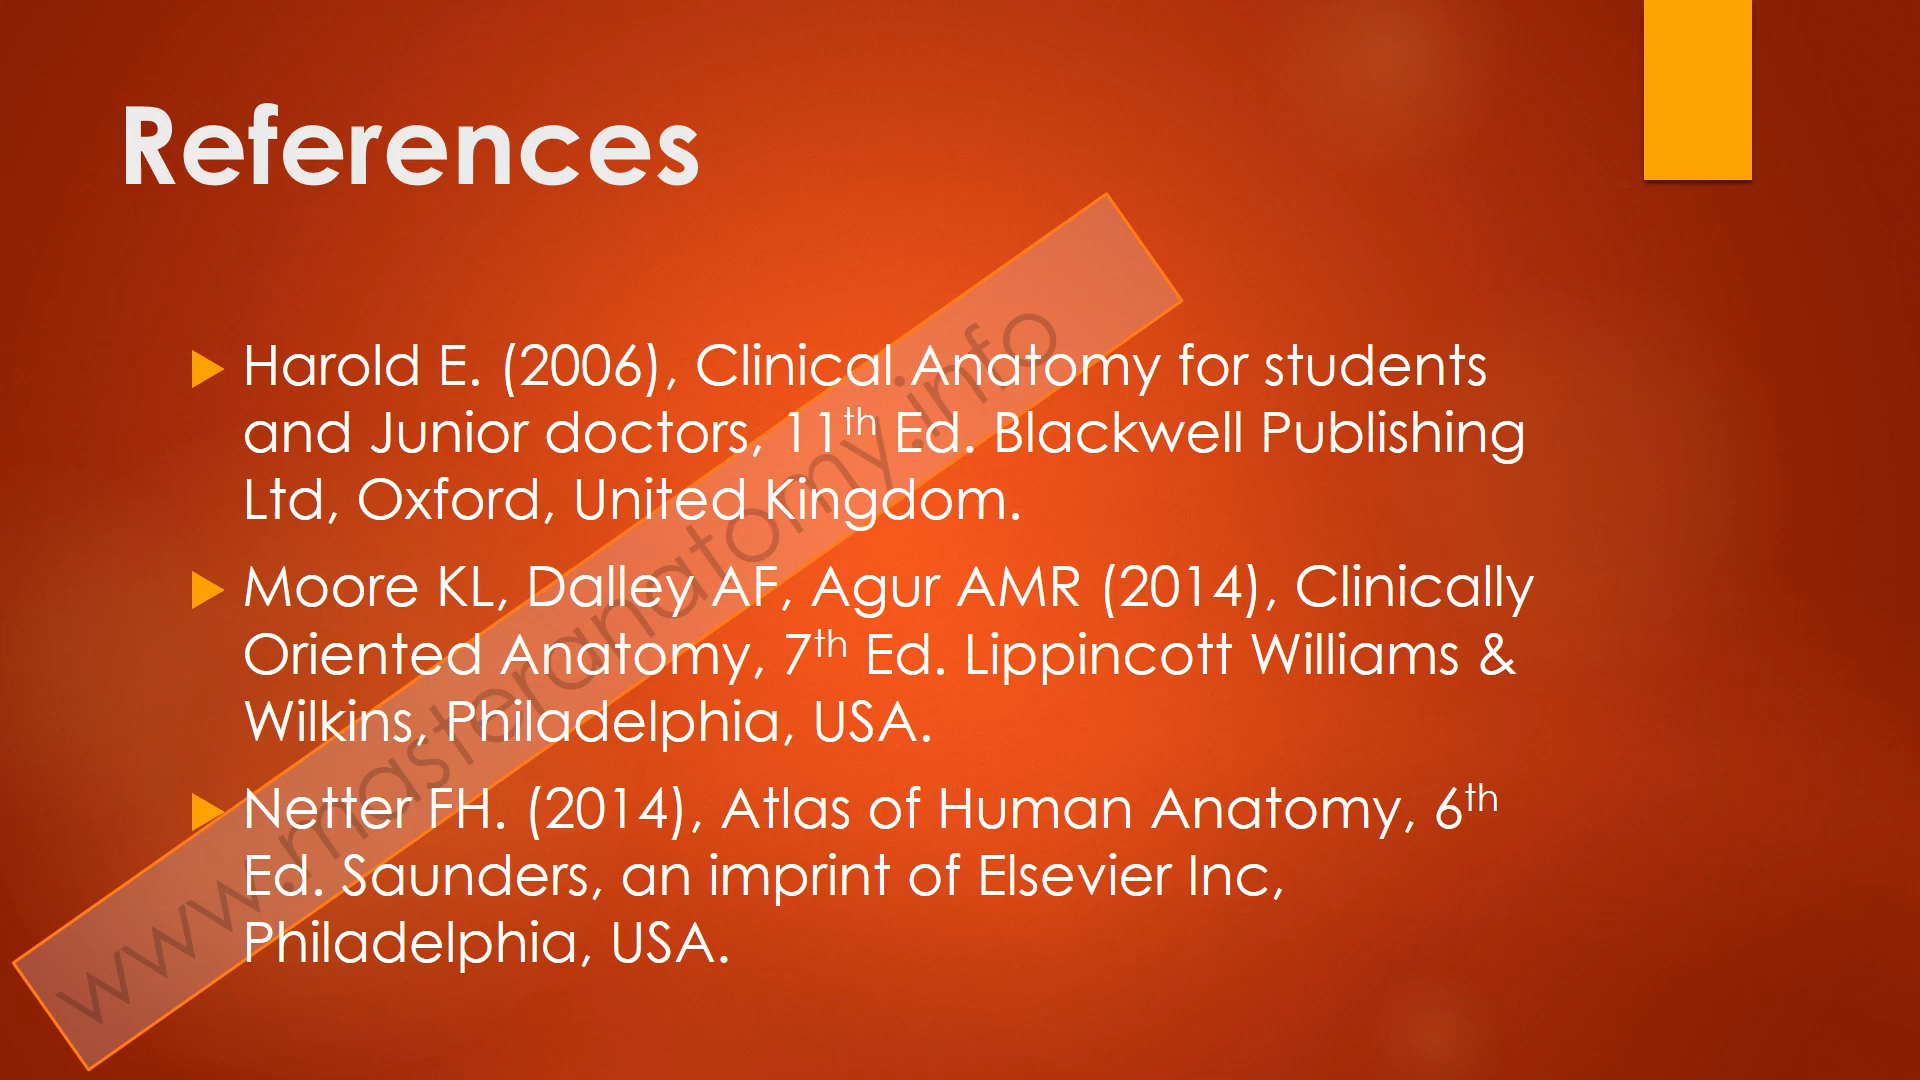 References
Harold E. (2006), Clinical Anatomy for students
and Junior doctors, 11th Ed. Blackwell Publishing
Ltd, Oxford, United Kingdom.
Moore KL, Dalley AF, Agur AMR (2014), Clinically
Oriented Anatomy, 7th Ed. Lippincott Williams &
Wilkins, Philadelphia, USA.
Netter FH. (2014), Atlas of Human Anatomy, 6th
Ed. Saunders, an imprint of Elsevier Inc,
Philadelphia, USA.
www.masteranatomy.info